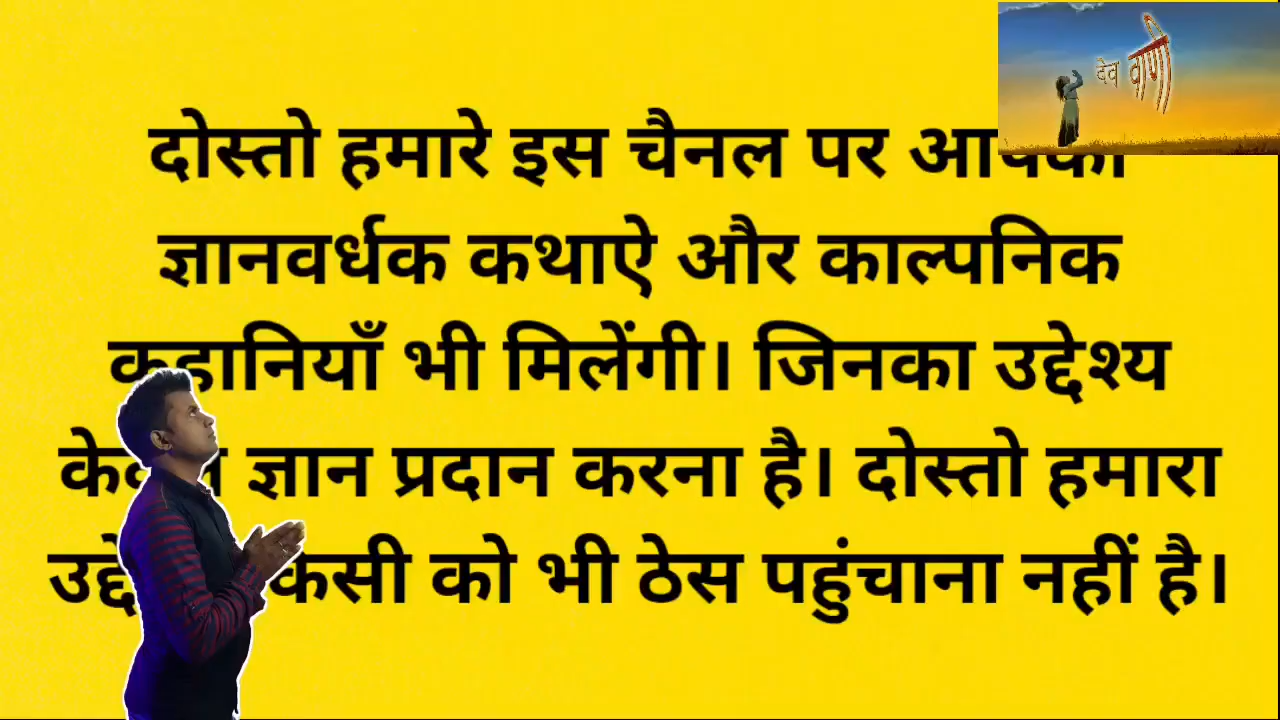 देव वाणी
दोस्तो हमारे इस चैनल पर
ज्ञानवर्धक कथाऐ और काल्पनिक
कहानियाँ भी मिलेंगी। जिनका उद्देश्य
ज्ञान प्रदान करना है। दोस्तो हमारा
को भी ठेस पहुंचाना नहीं है।